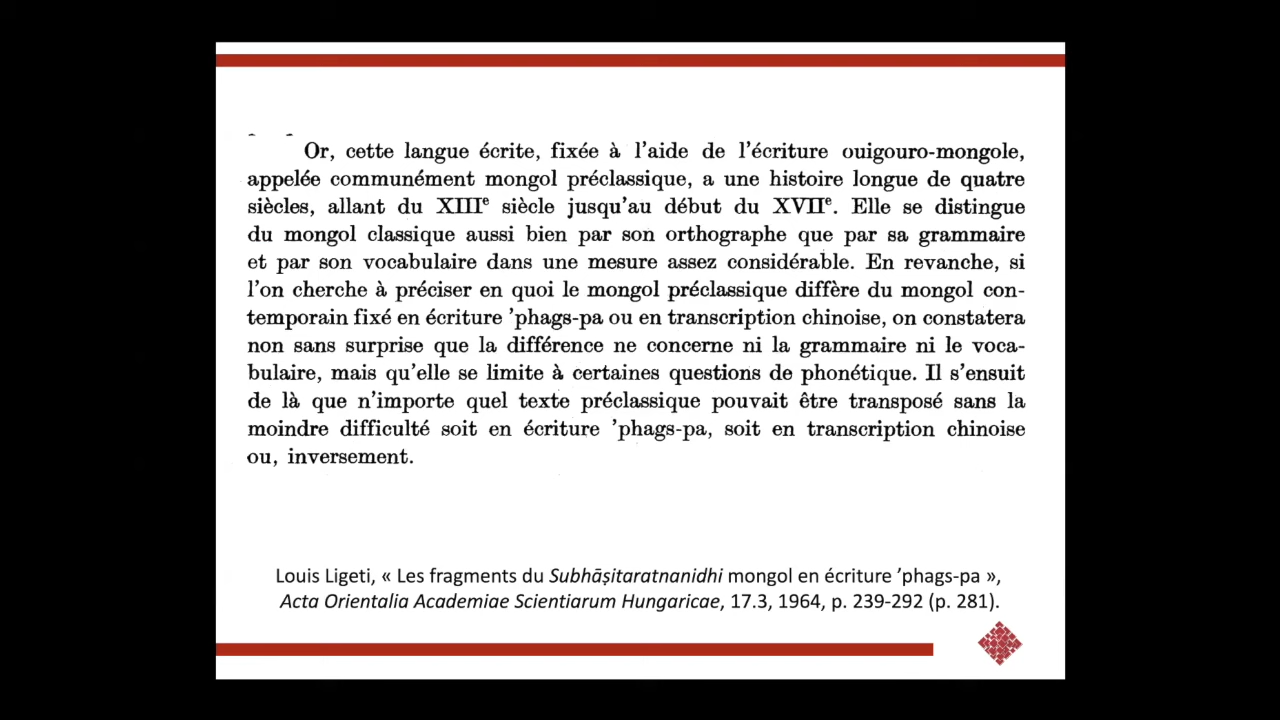 Or, cette langue écrite, fixée à l'aide de l'écriture ouigouro-mongole,
appelée communément mongol préclassique, a une histoire longue de quatre
siècles, allant du XIIIᵉ siècle jusqu'au début du XVIIᵉ. Elle se distingue
du mongol classique aussi bien par son orthographe que par sa grammaire
et par son vocabulaire dans une mesure assez considérable. En revanche, si
l'on cherche à préciser en quoi le mongol préclassique diffère du mongol con-
temporain fixé en écriture 'phags-pa ou en transcription chinoise, on constatera
non sans surprise que la différence ne concerne ni la grammaire ni le voca-
bulaire, mais qu'elle se limite à certaines questions de phonétique. Il s'ensuit
de là que n'importe quel texte préclassique pouvait être transposé sans la
moindre difficulté soit en écriture 'phags-pa, soit en transcription chinoise
ou, inversement.
Louis Ligeti, « Les fragments du Subhāṣitaratnanidhi mongol en écriture ’phags-pa »,
Acta Orientalia Academiae Scientiarum Hungaricae, 17.3, 1964, p. 239-292 (p. 281).